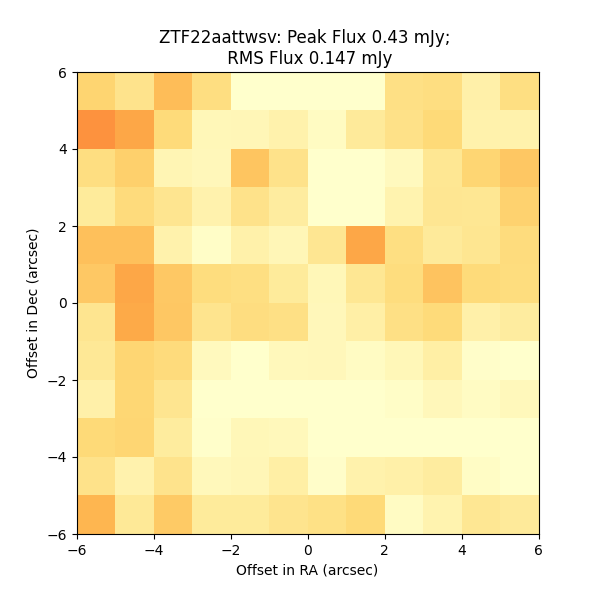 ZTF22aattwsv: Peak Flux 0.43 mJy;
RMS Flux 0.147 mJy
6
4
2
0
−2
−4
−6
Offset in Dec (arcsec)
−6 −4 −2 0 2 4 6
Offset in RA (arcsec)